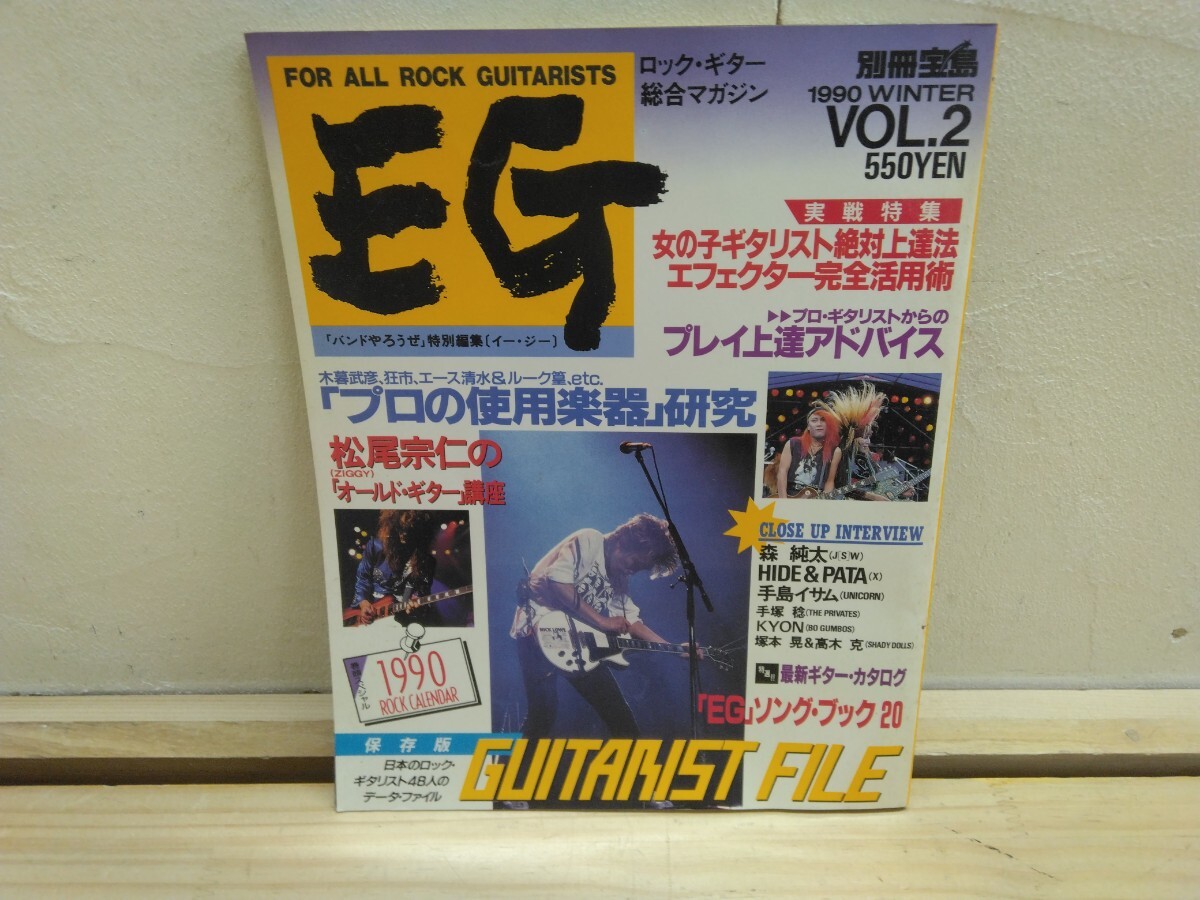 FOR ALL ROCK GUITARISTS
EG
「バンドやろうぜ」特別編集〔イー・ジー〕
ロック・ギター
総合マガジン
別冊宝島
1990 WINTER
VOL.2
550YEN
実戦特集
女の子ギタリスト絶対上達法
エフェクター完全活用術
▶▶プロ・ギタリストからの
プレイ上達アドバイス
木暮武彦、狂市、エース清水&ルーク篁、etc.
「プロの使用楽器」研究
松尾宗仁の
(ZIGGY)
「オールド・ギター」講座
CLOSE UP INTERVIEW
森 純太(J(S)W)
HIDE & PATA(X)
手島イサム(UNICORN)
手塚 稔(THE PRIVATES)
KYON(BO GUMBOS)
塚本 晃&高木 克(SHADY DOLLS)
最新ギター・カタログ
「EG」ソング・ブック 20
スペシャル
1990
ROCK CALENDAR
保存版
日本のロック・
ギタリスト48人の
データ・ファイル
GUITARIST FILE